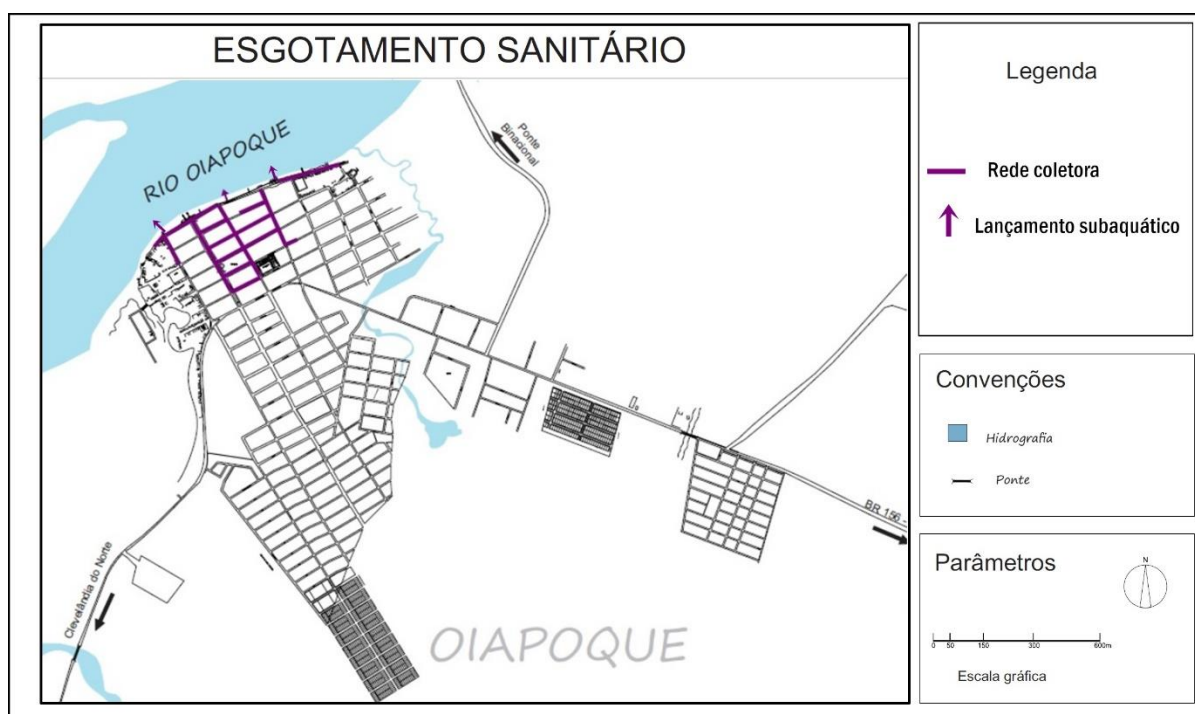 ESGOTAMENTO SANITÁRIO
RIO OIAPOQUE
Ponte
Binacional
BR 156 -
Clevelândia do Norte
OIAPOQUE
Legenda
Rede coletora
Lançamento subaquático
Convenções
Hidrografia
Ponte
Parâmetros
N
0 50 150 300 600m
Escala gráfica